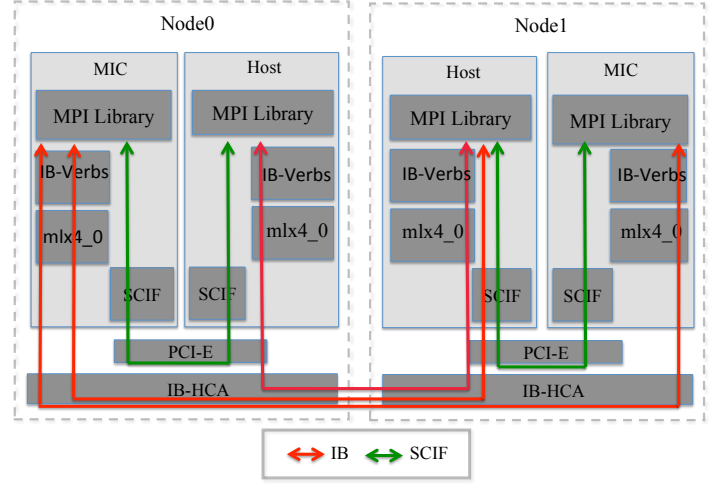 Node0
MIC
Host
MPI Library
MPI Library
IB-Verbs
IB-Verbs
mlx4_0
mlx4_0
SCIF
SCIF
PCI-E
IB-HCA
Node1
Host
MIC
MPI Library
MPI Library
IB-Verbs
IB-Verbs
mlx4_0
mlx4_0
SCIF
SCIF
PCI-E
IB-HCA
IB
SCIF